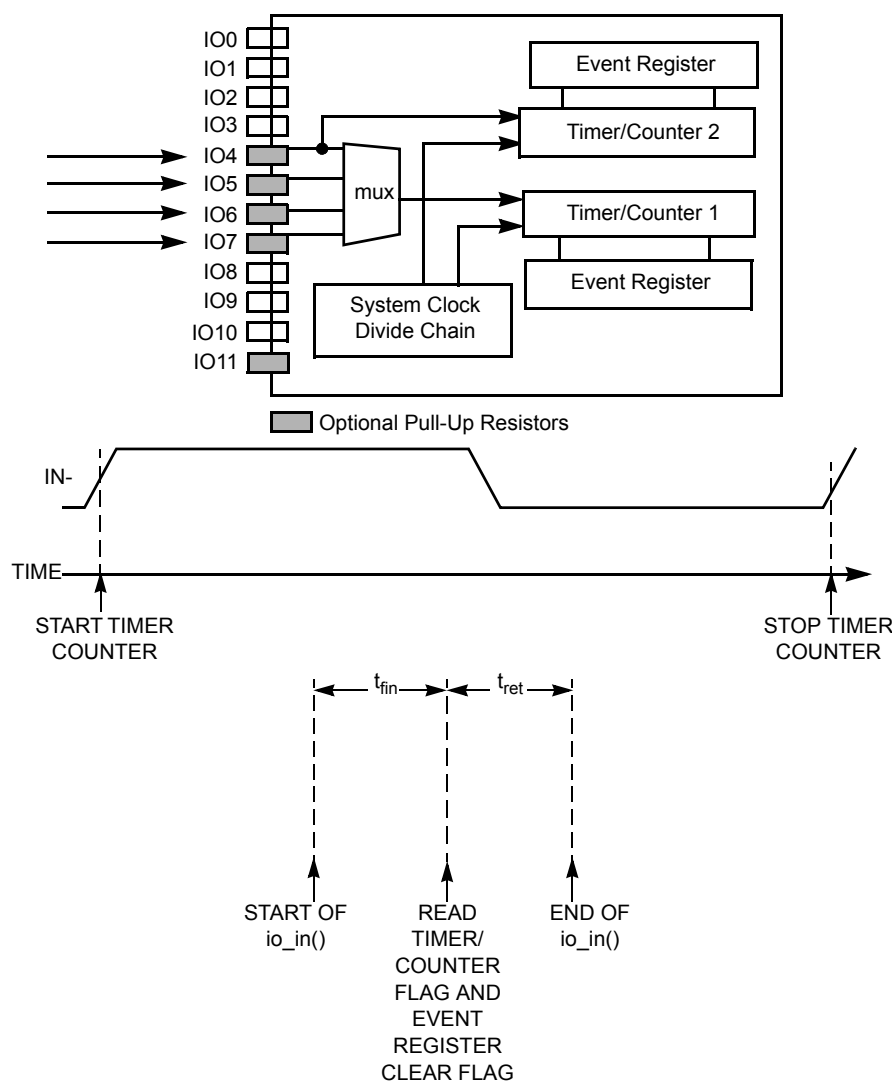 IO0
IO1
IO2
IO3
IO4
IO5
IO6
IO7
IO8
IO9
IO10
IO11
mux
Event Register
Timer/Counter 2
Timer/Counter 1
Event Register
System Clock
Divide Chain
Optional Pull-Up Resistors
IN-
TIME
START TIMER
COUNTER
STOP TIMER
COUNTER
tfin
tret
START OF
io_in()
READ
TIMER/
COUNTER
FLAG AND
EVENT
REGISTER
CLEAR FLAG
END OF
io_in()